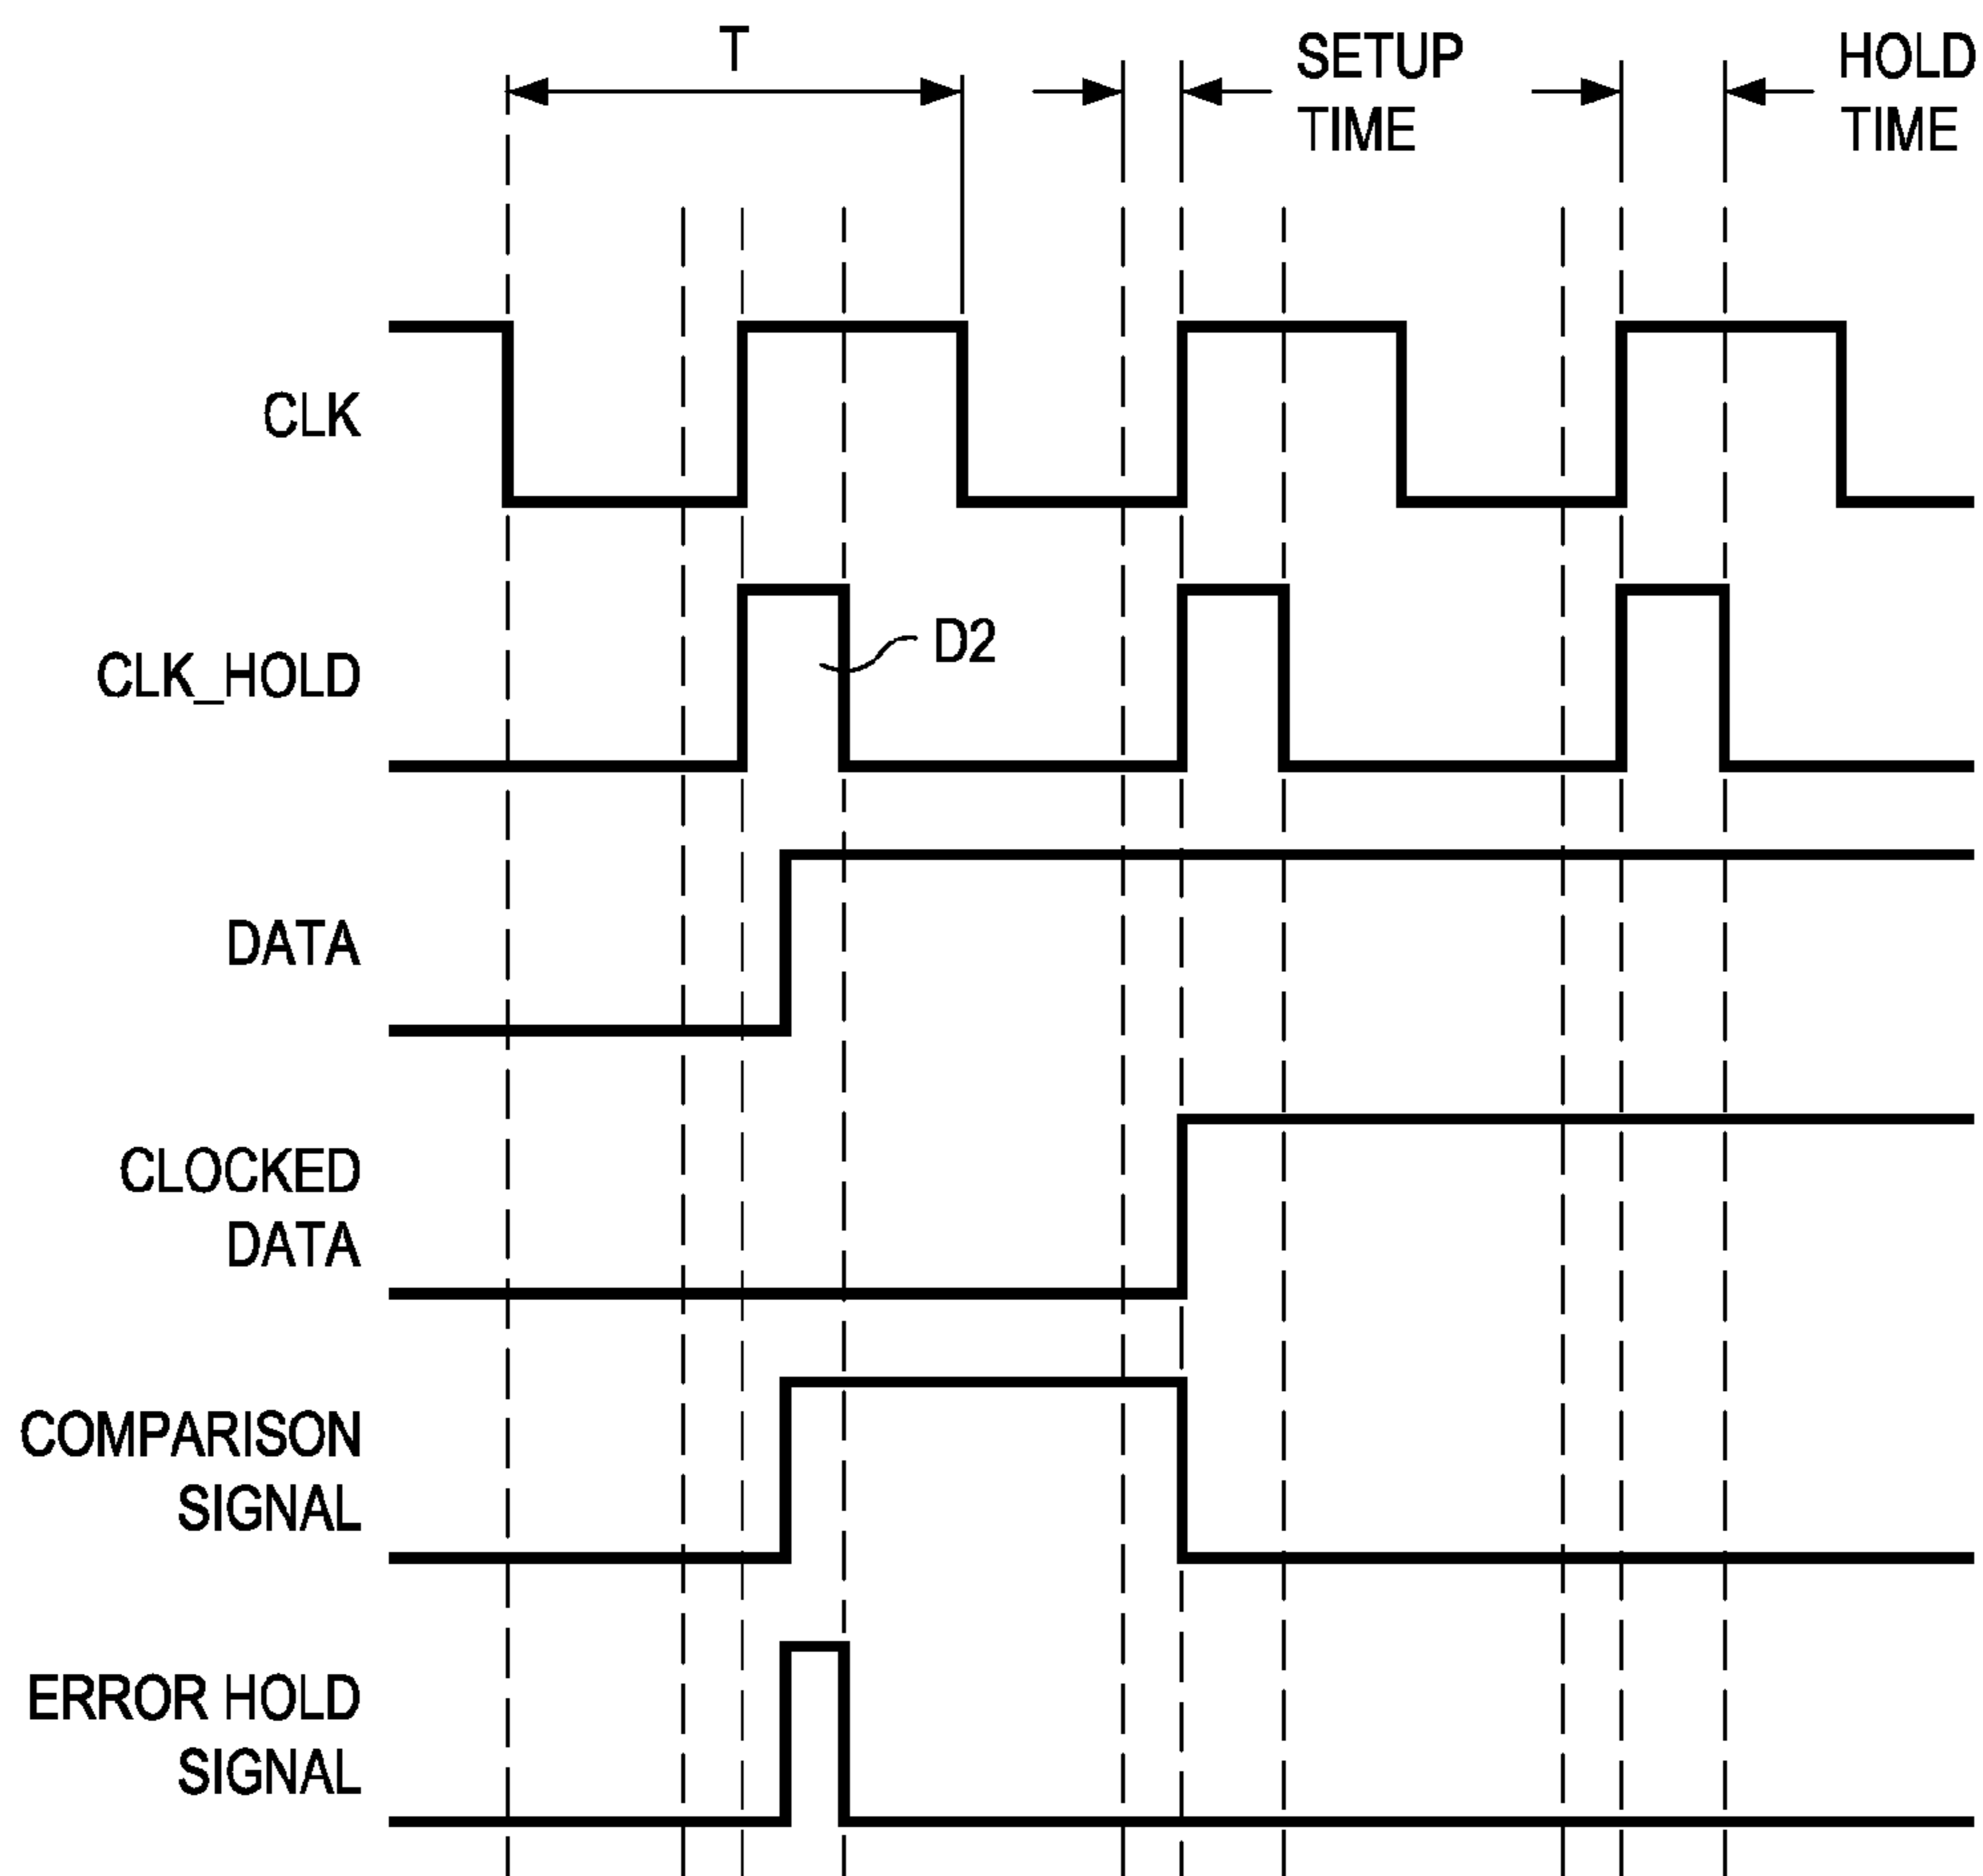 T
SETUP
TIME
HOLD
TIME
CLK
CLK_HOLD
D2
DATA
CLOCKED
DATA
COMPARISON
SIGNAL
ERROR HOLD
SIGNAL